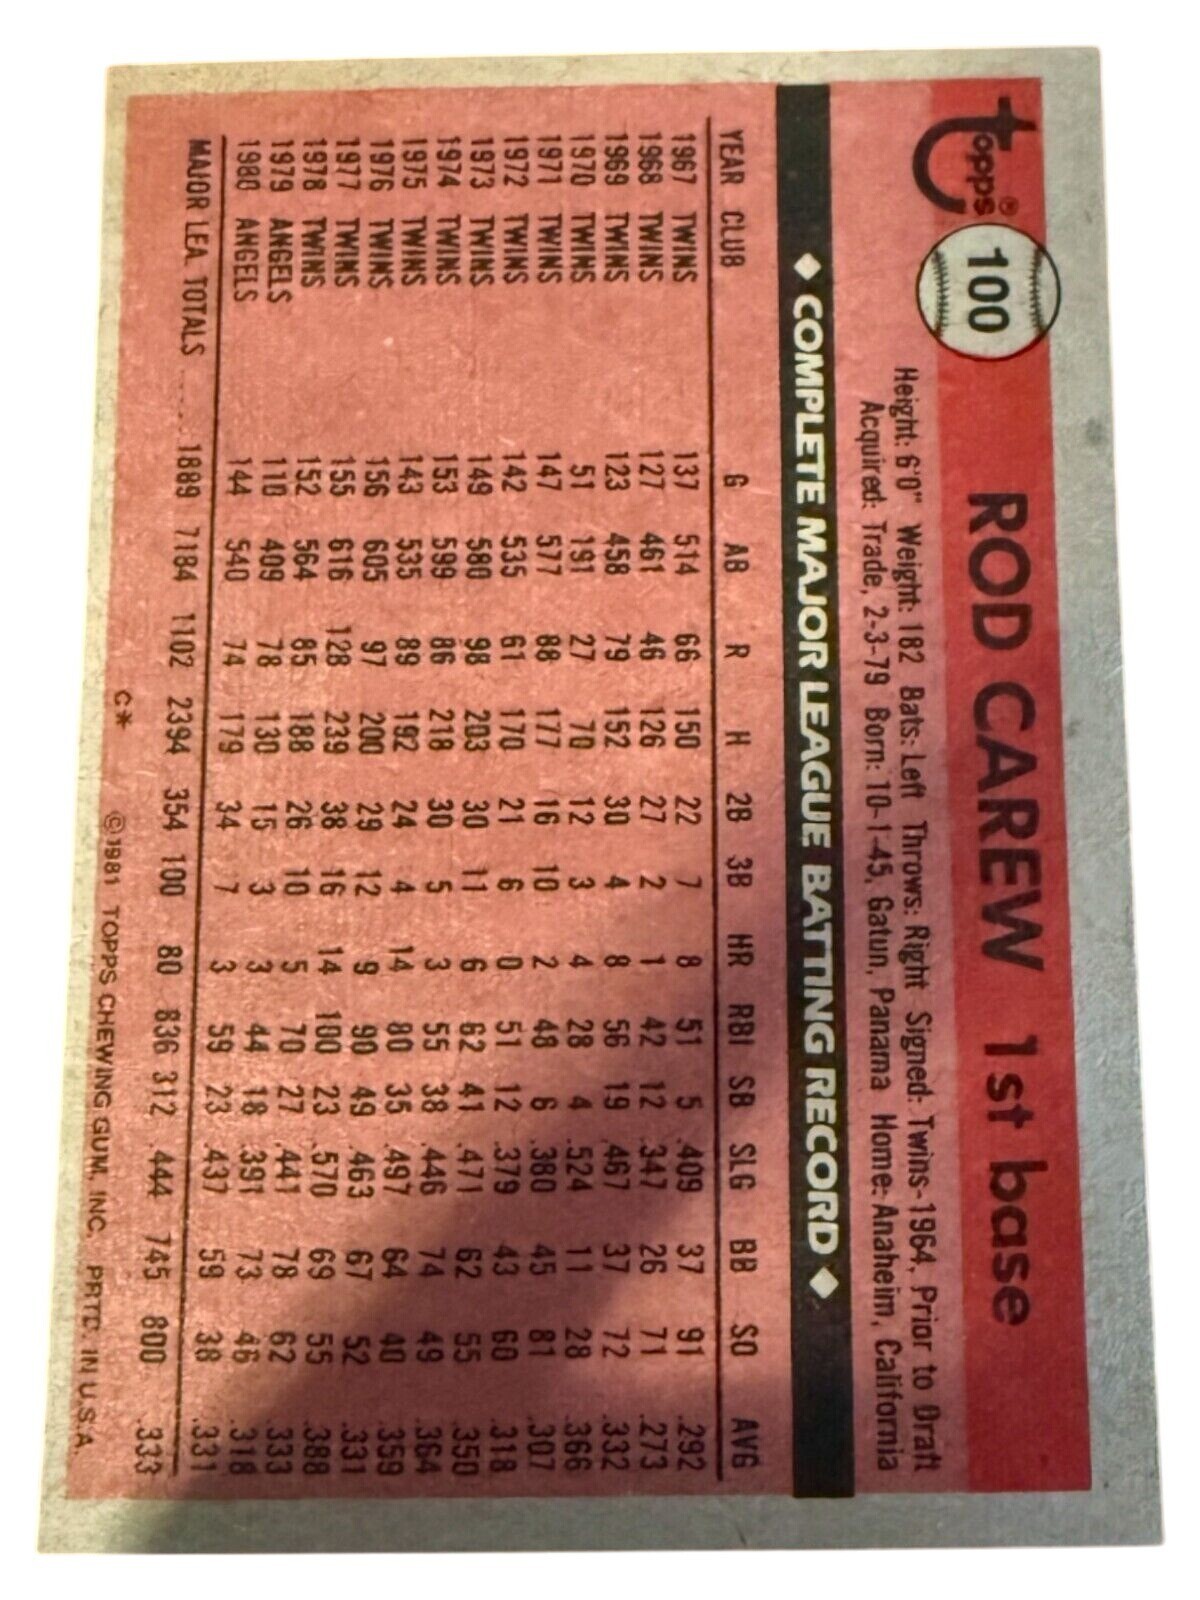 Topps® 100 ROD CAREW 1st base
Height: 6'0" Weight: 182 Bats: Left Throws: Right Signed: Twins-1964, Prior to Draft
Acquired: Trade, 2-3-79 Born: 10-1-45, Gatun, Panama Home: Anaheim, California
◆ COMPLETE MAJOR LEAGUE BATTING RECORD ◆
YEAR CLUB G AB R H 2B 3B HR RBI SB SLG BB SO AVG
1967 TWINS 137 514 66 150 22 7 8 51 5 .409 37 91 .292
1968 TWINS 127 461 46 126 27 2 1 42 12 .347 26 71 .273
1969 TWINS 123 458 79 152 30 4 8 56 19 .467 37 72 .332
1970 TWINS 51 191 27 70 12 3 4 28 4 .524 11 28 .366
1971 TWINS 147 577 88 177 16 10 2 48 6 .380 45 81 .307
1972 TWINS 142 535 61 170 21 6 0 51 12 .379 43 60 .318
1973 TWINS 149 580 98 203 30 11 6 62 41 .471 62 55 .350
1974 TWINS 153 599 86 218 30 5 3 55 38 .446 74 49 .364
1975 TWINS 143 535 89 192 24 4 14 80 35 .497 64 40 .359
1976 TWINS 156 605 97 200 29 12 9 90 49 .463 67 52 .331
1977 TWINS 155 616 128 239 38 16 14 100 23 .570 69 55 .388
1978 TWINS 152 564 85 188 26 10 5 70 27 .441 78 62 .333
1979 ANGELS 110 409 78 130 15 3 3 44 18 .391 73 46 .318
1980 ANGELS 144 540 74 179 34 7 3 59 23 .437 59 38 .331
MAJOR LEA. TOTALS ..... 1889 7184 1102 2394 354 100 80 836 312 .444 745 800 .333
C* ©1981 TOPPS CHEWING GUM, INC. PRTD. IN U.S.A.